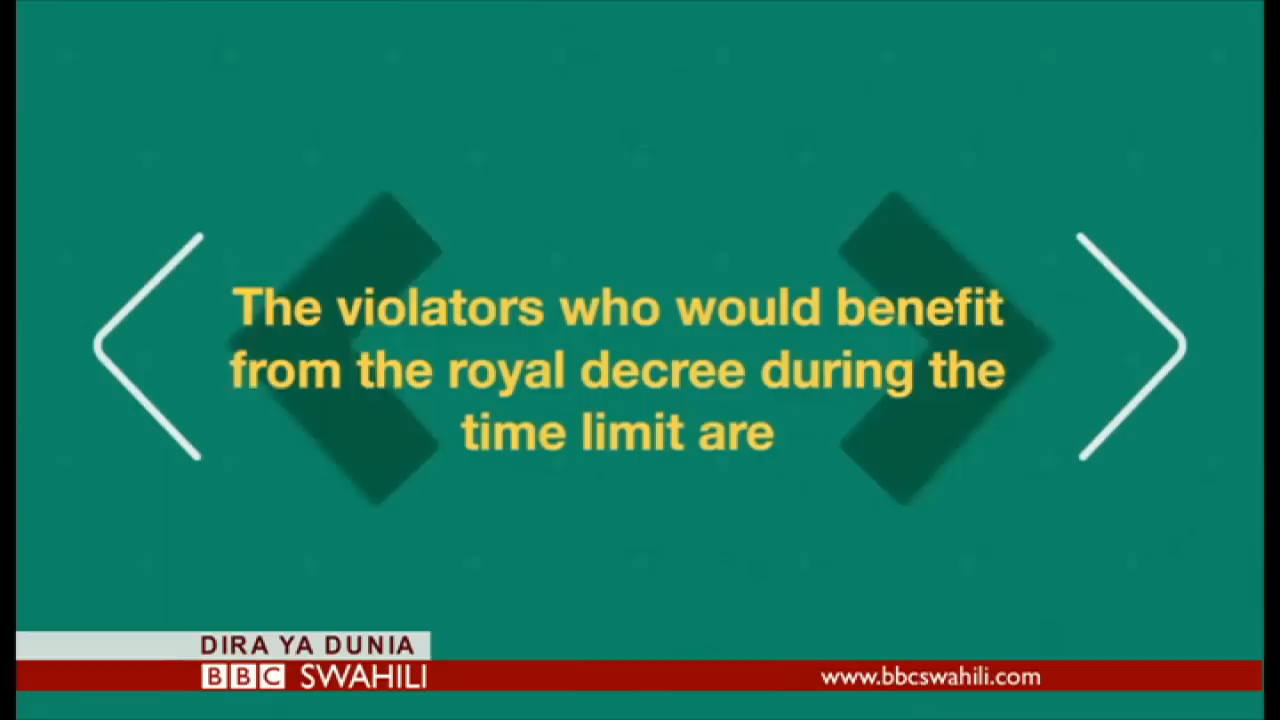 The violators who would benefit
from the royal decree during the
time limit are
DIRA YA DUNIA
BBC SWAHILI
www.bbcswahili.com